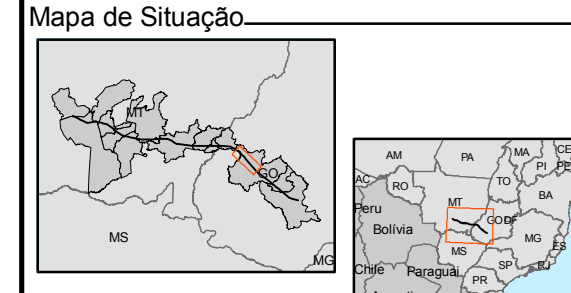 Mapa de Situação
MT
GO
MS
MG
AM
PA
MA
CE
PI
PE
AC
RO
TO
BA
Peru
MT
GO
DF
Bolívia
MG
MS
ES
SP
RJ
Chile
Paraguai
PR